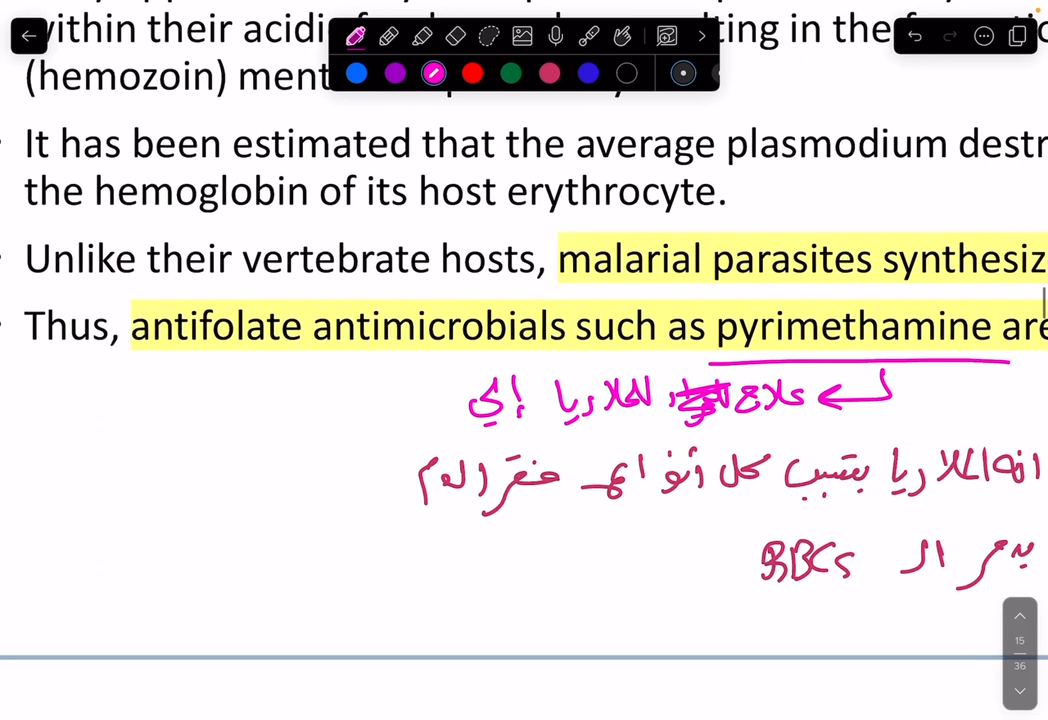 within their acidi
ting in the
(hemozoin) ment
It has been estimated that the average plasmodium destr
the hemoglobin of its host erythrocyte.
Unlike their vertebrate hosts, malarial parasites synthesiz
Thus, antifolate antimicrobials such as pyrimethamine are
علاج الملاريا إلي
انه الملاريا بتسبب كل أنواع فقر الدم
يدمر ال RBCs
15
36